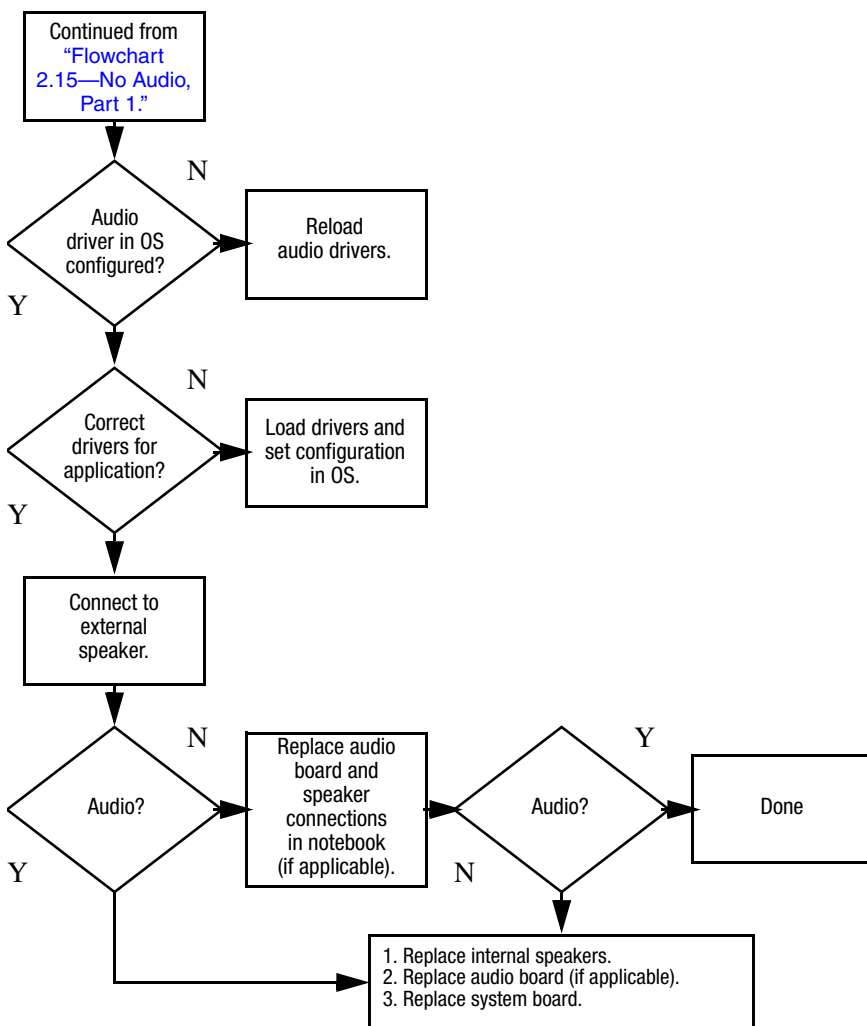 Continued from
“Flowchart
2.15—No Audio,
Part 1.”
N
Audio
driver in OS
configured?
Reload
audio drivers.
Y
N
Correct
drivers for
application?
Load drivers and
set configuration
in OS.
Y
Connect to
external
speaker.
N
Audio?
Y
Replace audio
board and
speaker
connections
in notebook
(if applicable).
Audio?
Y
Done
N
1. Replace internal speakers.
2. Replace audio board (if applicable).
3. Replace system board.